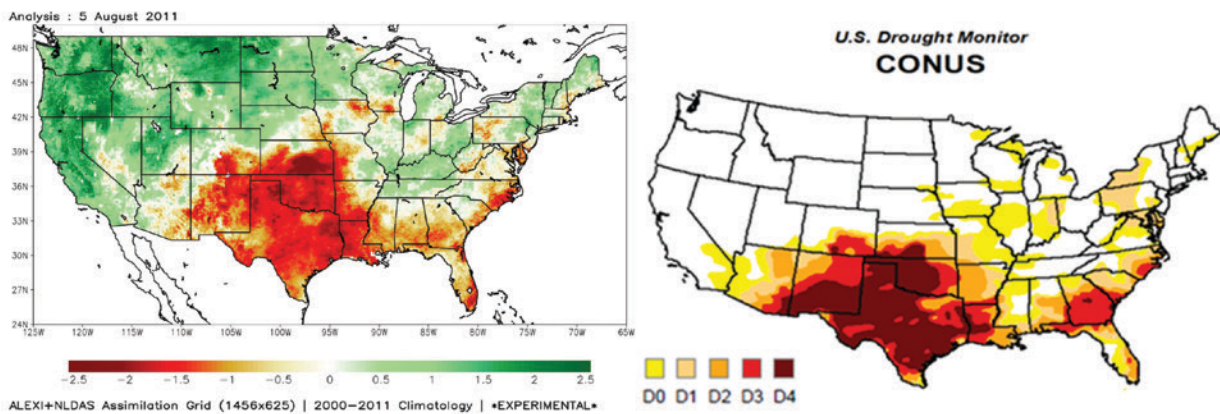 Analysis : 5 August 2011
48N
45N
42N
39N
36N
33N
30N
27N
24N
125W 120W 115W 110W 105W 100W 95W 90W 85W 80W 75W 70W 65W
-2.5 -2 -1.5 -1 -0.5 0 0.5 1 1.5 2 2.5
ALEXI+NLDAS Assimilation Grid (1456x625) | 2000-2011 Climatology | *EXPERIMENTAL*
U.S. Drought Monitor
CONUS
D0 D1 D2 D3 D4